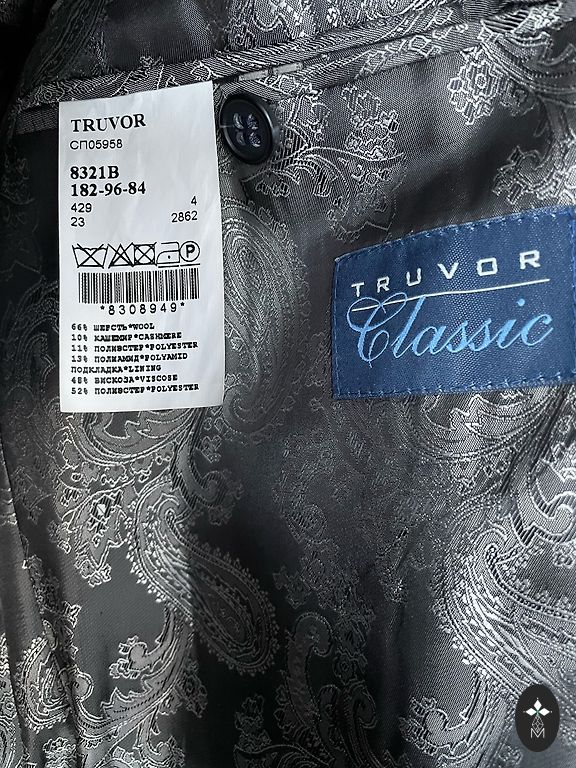 TRUVOR
СП05958
8321В
182-96-84
429 4
23 2862
P
*8308949*
66% ШЕРСТЬ*WOOL
10% КАШЕМИР*CASHMERE
11% ПОЛИЭСТЕР*POLYESTER
13% ПОЛИАМИД*POLYAMID
ПОДКЛАДКА*LINING
48% ВИСКОЗА*VISCOSE
52% ПОЛИЭСТЕР*POLYESTER
TRUVOR
Classic
M